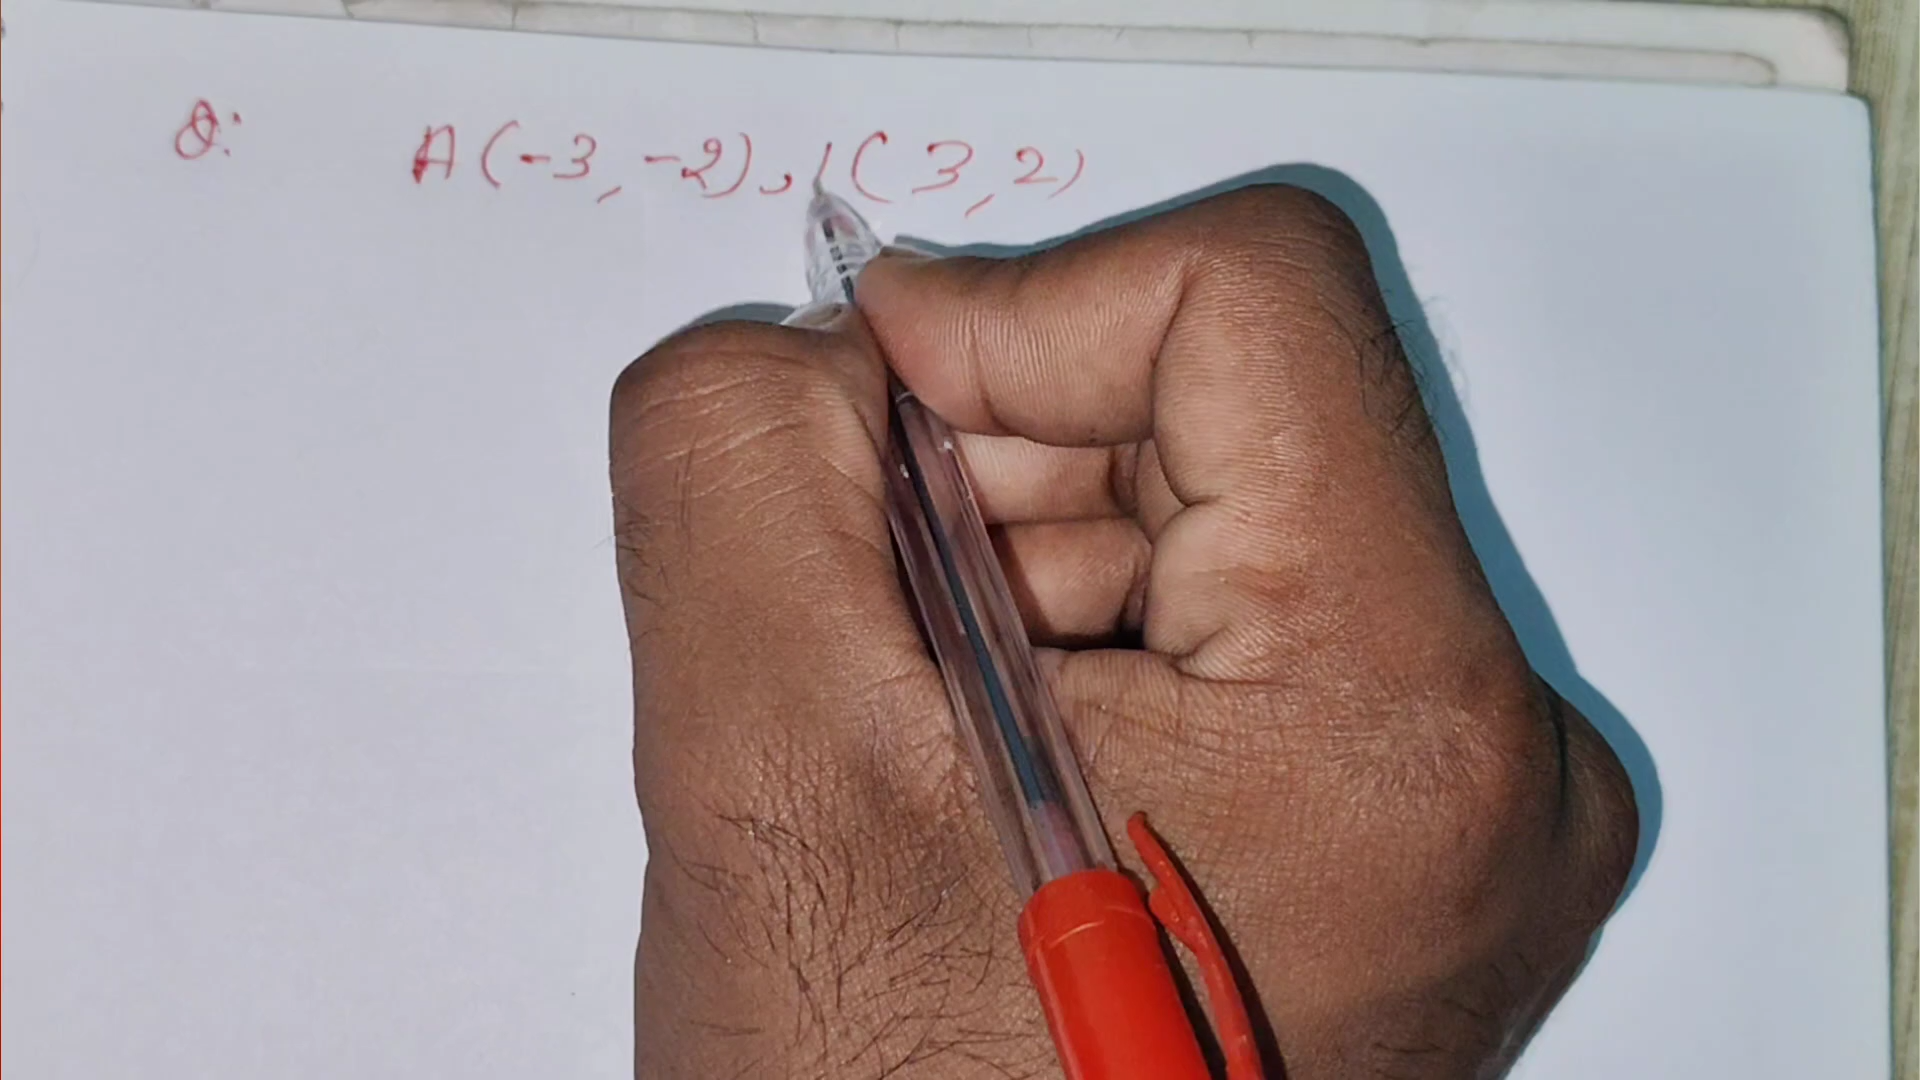 Q: A(-3, -2), (3, 2)